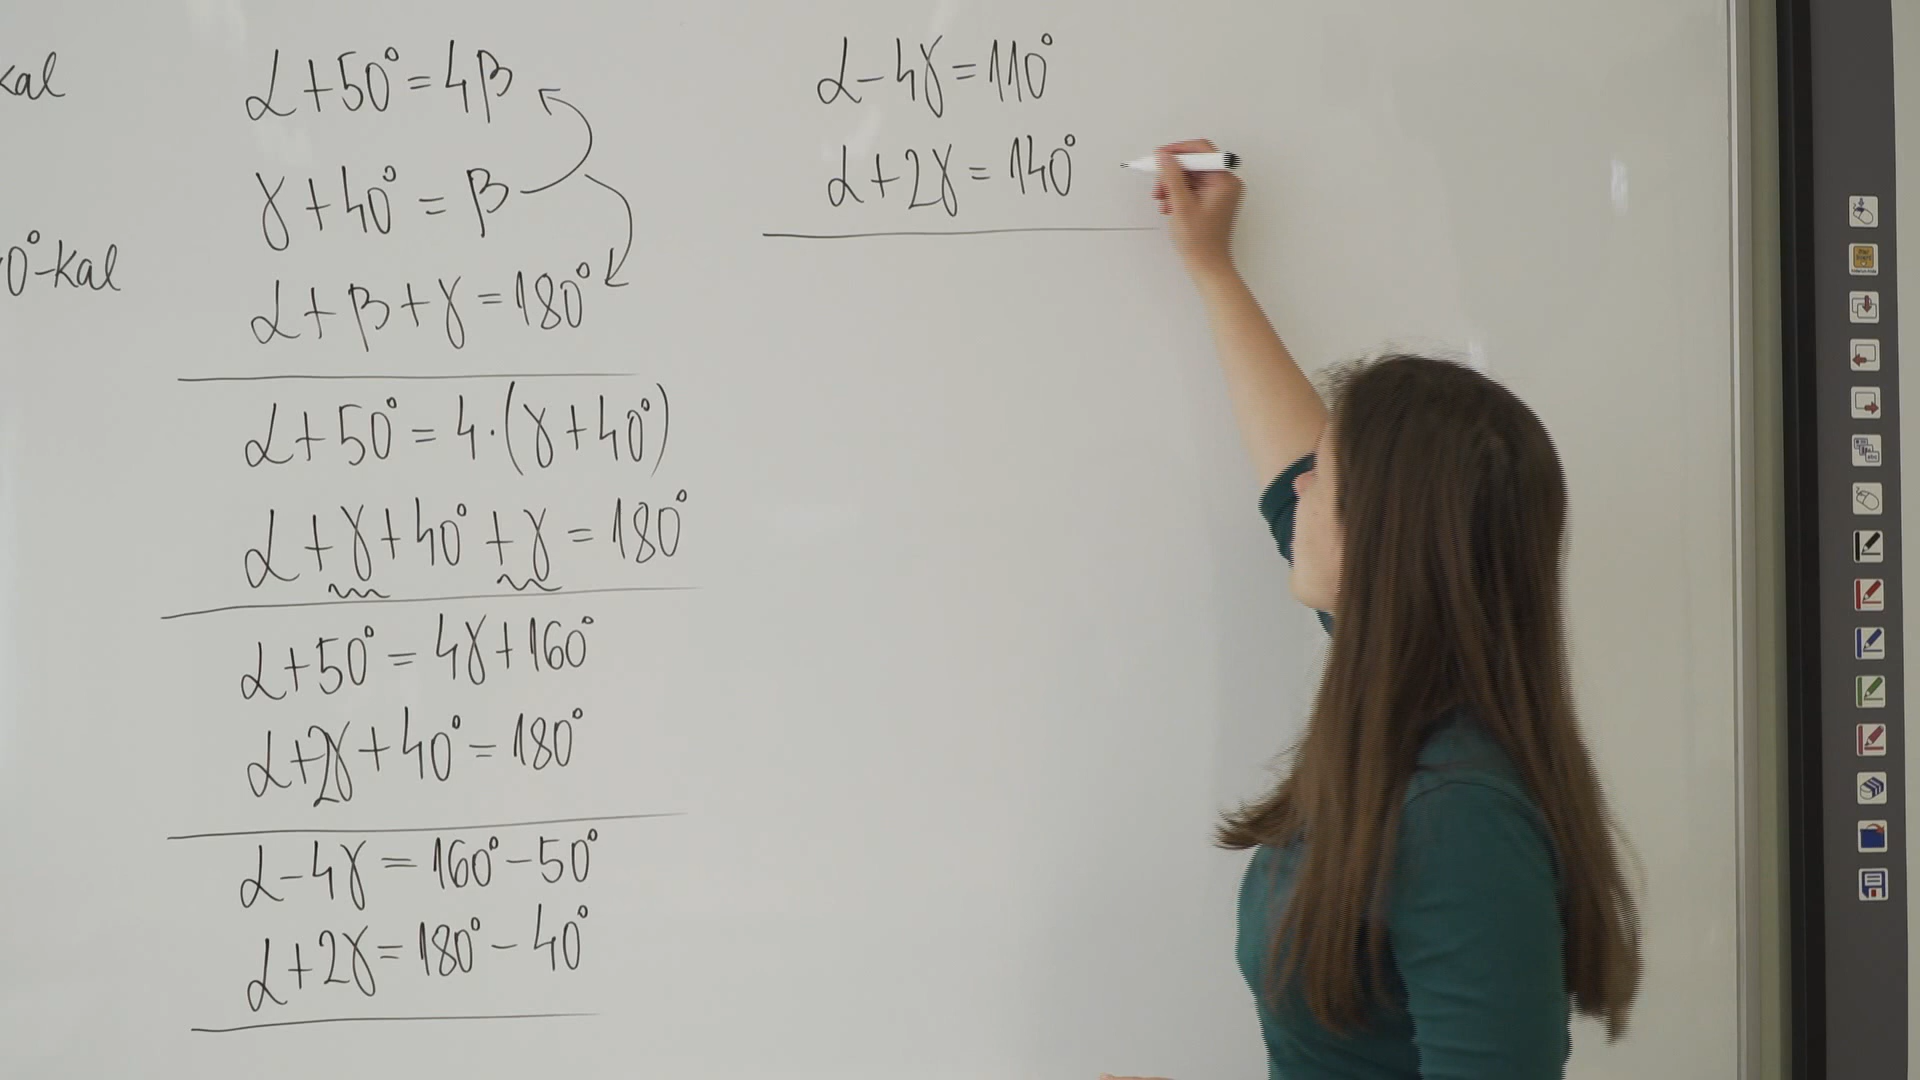 kal
0°-kal
α+50°=4β
γ+40°=β
α+β+γ=180°
α+50°=4·(γ+40°)
α+γ+40°+γ=180°
α+50°=4γ+160°
α+2γ+40°=180°
α-4γ=160°-50°
α+2γ=180°-40°
α-4γ=110°
α+2γ=140°